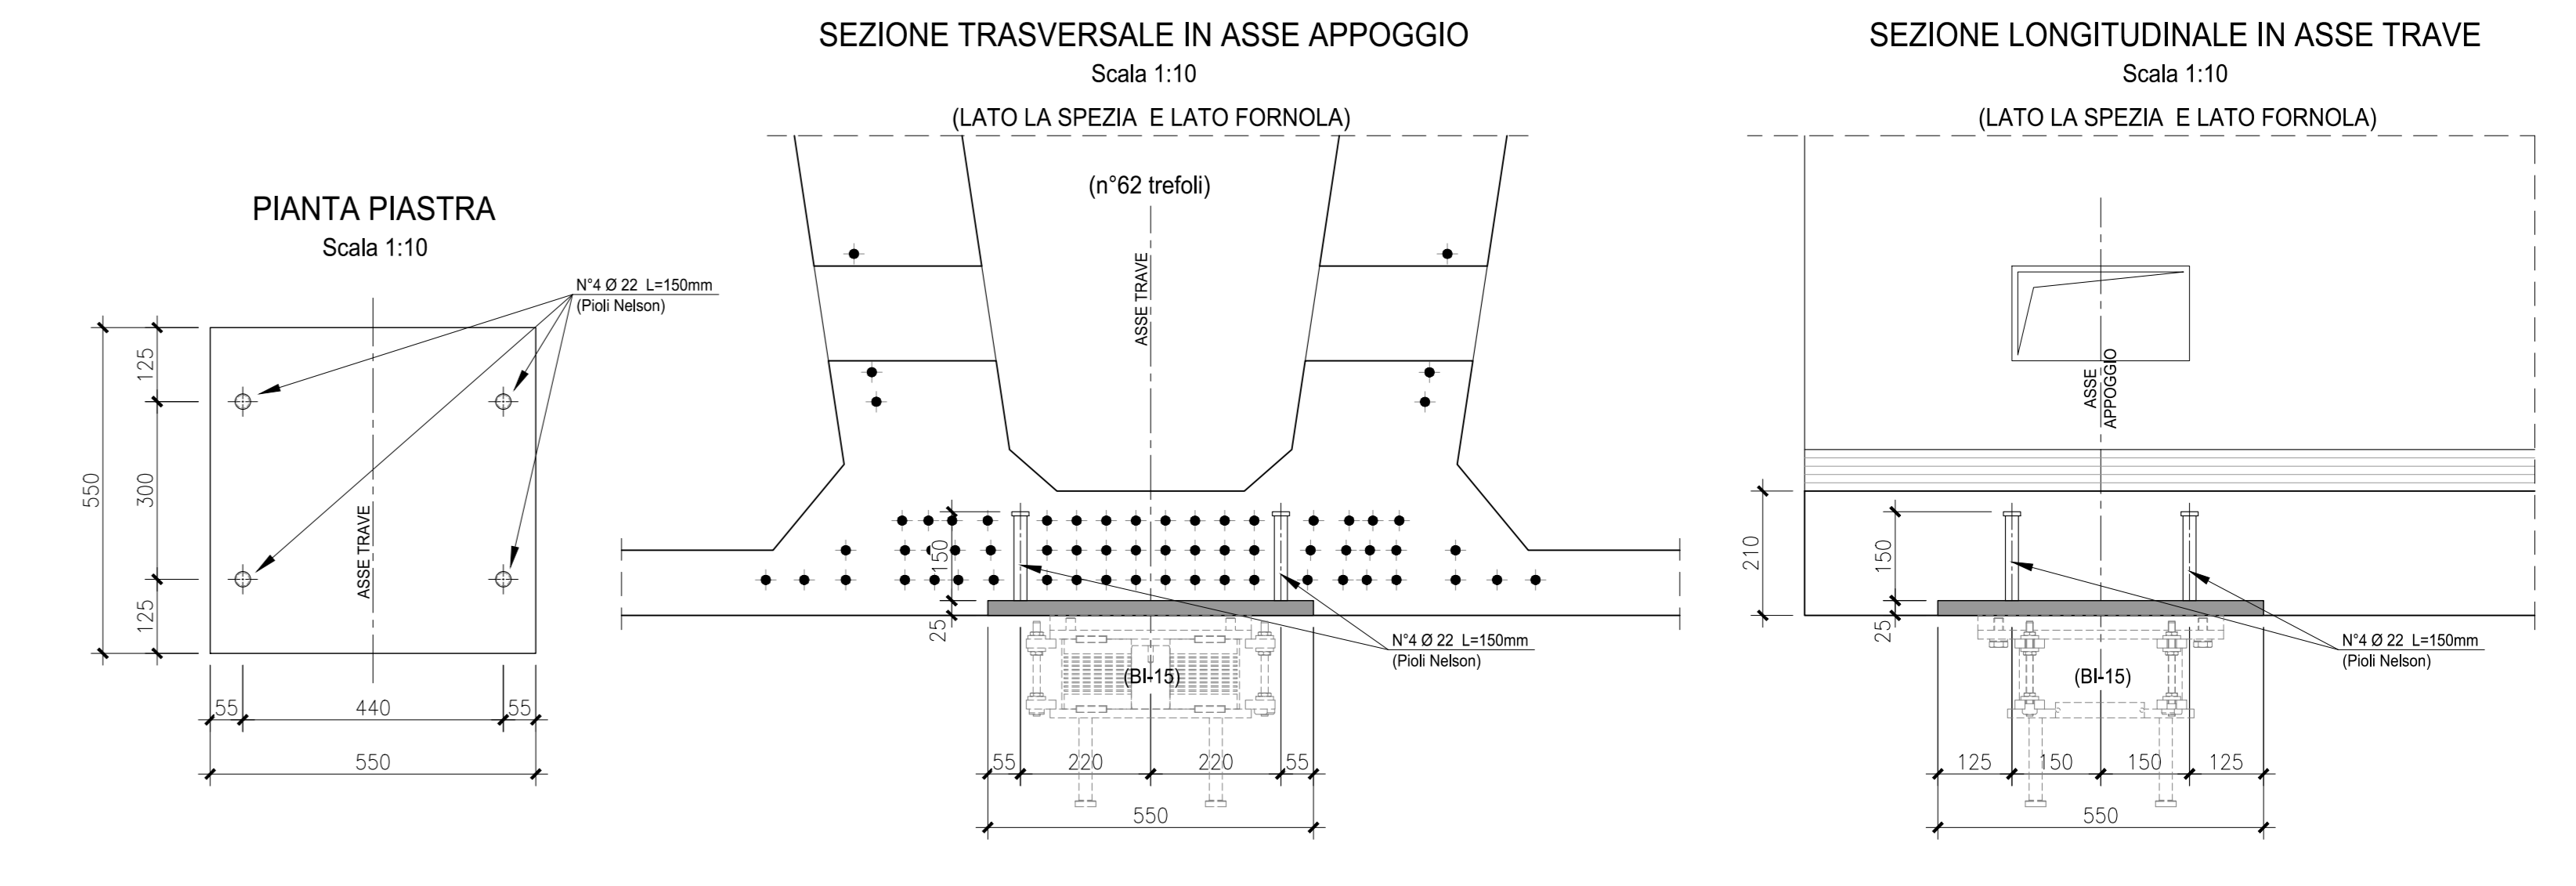 PIANTA PIASTRA
Scala 1:10
N°4 Ø 22 L=150mm
(Pioli Nelson)
125
300
125
550
ASSE TRAVE
55
440
55
550
SEZIONE TRASVERSALE IN ASSE APPOGGIO
Scala 1:10
(LATO LA SPEZIA E LATO FORNOLA)
(n°62 trefoli)
ASSE TRAVE
150
25
N°4 Ø 22 L=150mm
(Pioli Nelson)
(BI-15)
55
220
220
55
550
SEZIONE LONGITUDINALE IN ASSE TRAVE
Scala 1:10
(LATO LA SPEZIA E LATO FORNOLA)
ASSE
APPOGGIO
210
150
25
N°4 Ø 22 L=150mm
(Pioli Nelson)
(BI-15)
125
150
150
125
550